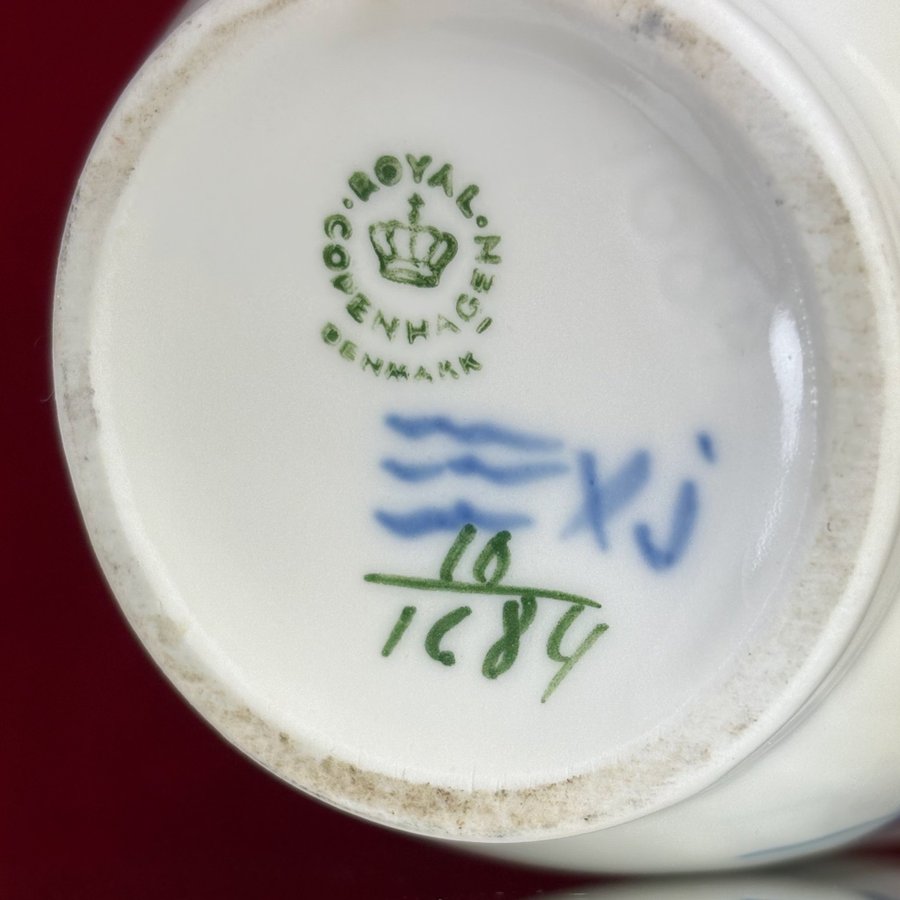 ROYAL
COPENHAGEN
DENMARK
Xj
10
1684